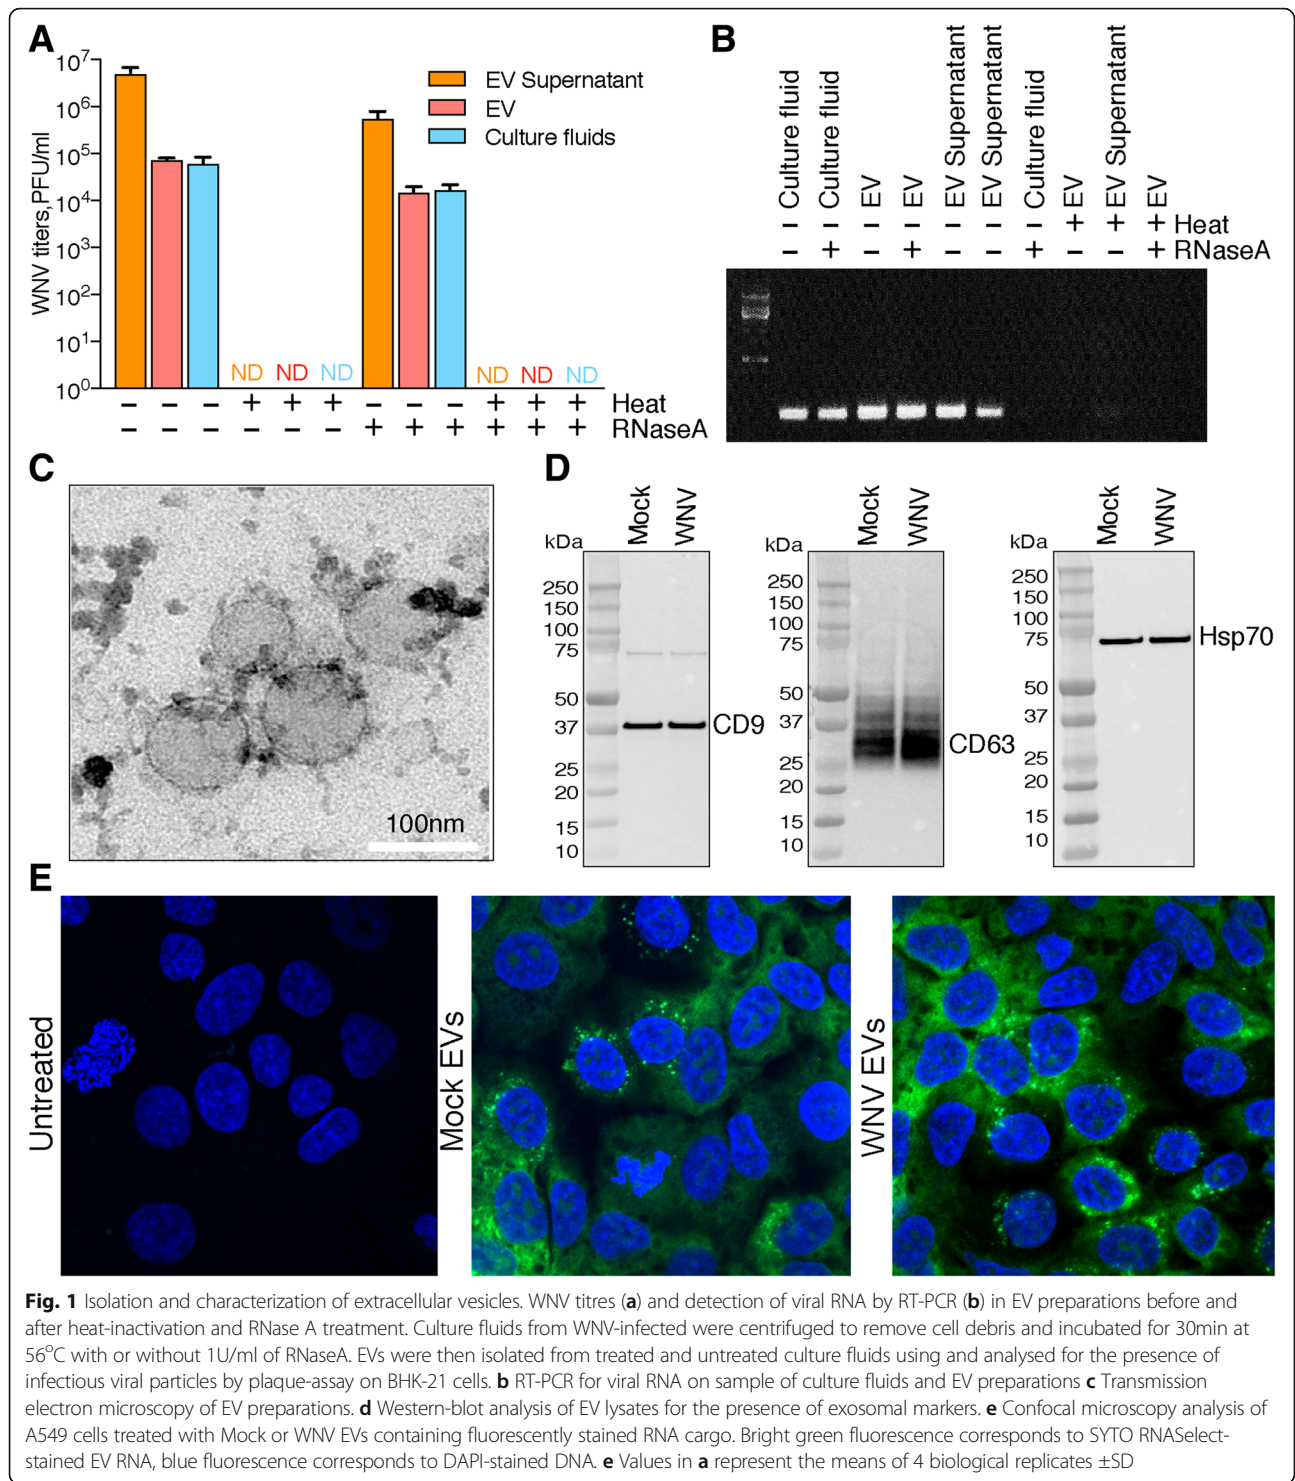 A
10⁷
10⁶
10⁵
10⁴
10³
10²
10¹
10⁰
WNV titers,PFU/ml
EV Supernatant
EV
Culture fluids
ND ND ND ND ND ND
– – – + + + – – – + + + Heat
– – – – – – + + + + + + RNaseA
B
Culture fluid
Culture fluid
EV
EV
EV Supernatant
EV Supernatant
Culture fluid
EV
EV Supernatant
EV
– – – – – – – + + + Heat
– + – + – – + – – + RNaseA
C
100nm
D
kDa
Mock
WNV
250
150
100
75
50
37
25
20
15
10
CD9
kDa
Mock
WNV
250
150
100
75
50
37
25
20
15
10
CD63
kDa
Mock
WNV
250
150
100
75
50
37
25
20
15
10
Hsp70
E
Untreated
Mock EVs
WNV EVs
Fig. 1 Isolation and characterization of extracellular vesicles. WNV titres (a) and detection of viral RNA by RT-PCR (b) in EV preparations before and
after heat-inactivation and RNase A treatment. Culture fluids from WNV-infected were centrifuged to remove cell debris and incubated for 30min at
56°C with or without 1U/ml of RNaseA. EVs were then isolated from treated and untreated culture fluids using and analysed for the presence of
infectious viral particles by plaque-assay on BHK-21 cells. b RT-PCR for viral RNA on sample of culture fluids and EV preparations c Transmission
electron microscopy of EV preparations. d Western-blot analysis of EV lysates for the presence of exosomal markers. e Confocal microscopy analysis of
A549 cells treated with Mock or WNV EVs containing fluorescently stained RNA cargo. Bright green fluorescence corresponds to SYTO RNASelect-
stained EV RNA, blue fluorescence corresponds to DAPI-stained DNA. e Values in a represent the means of 4 biological replicates ±SD